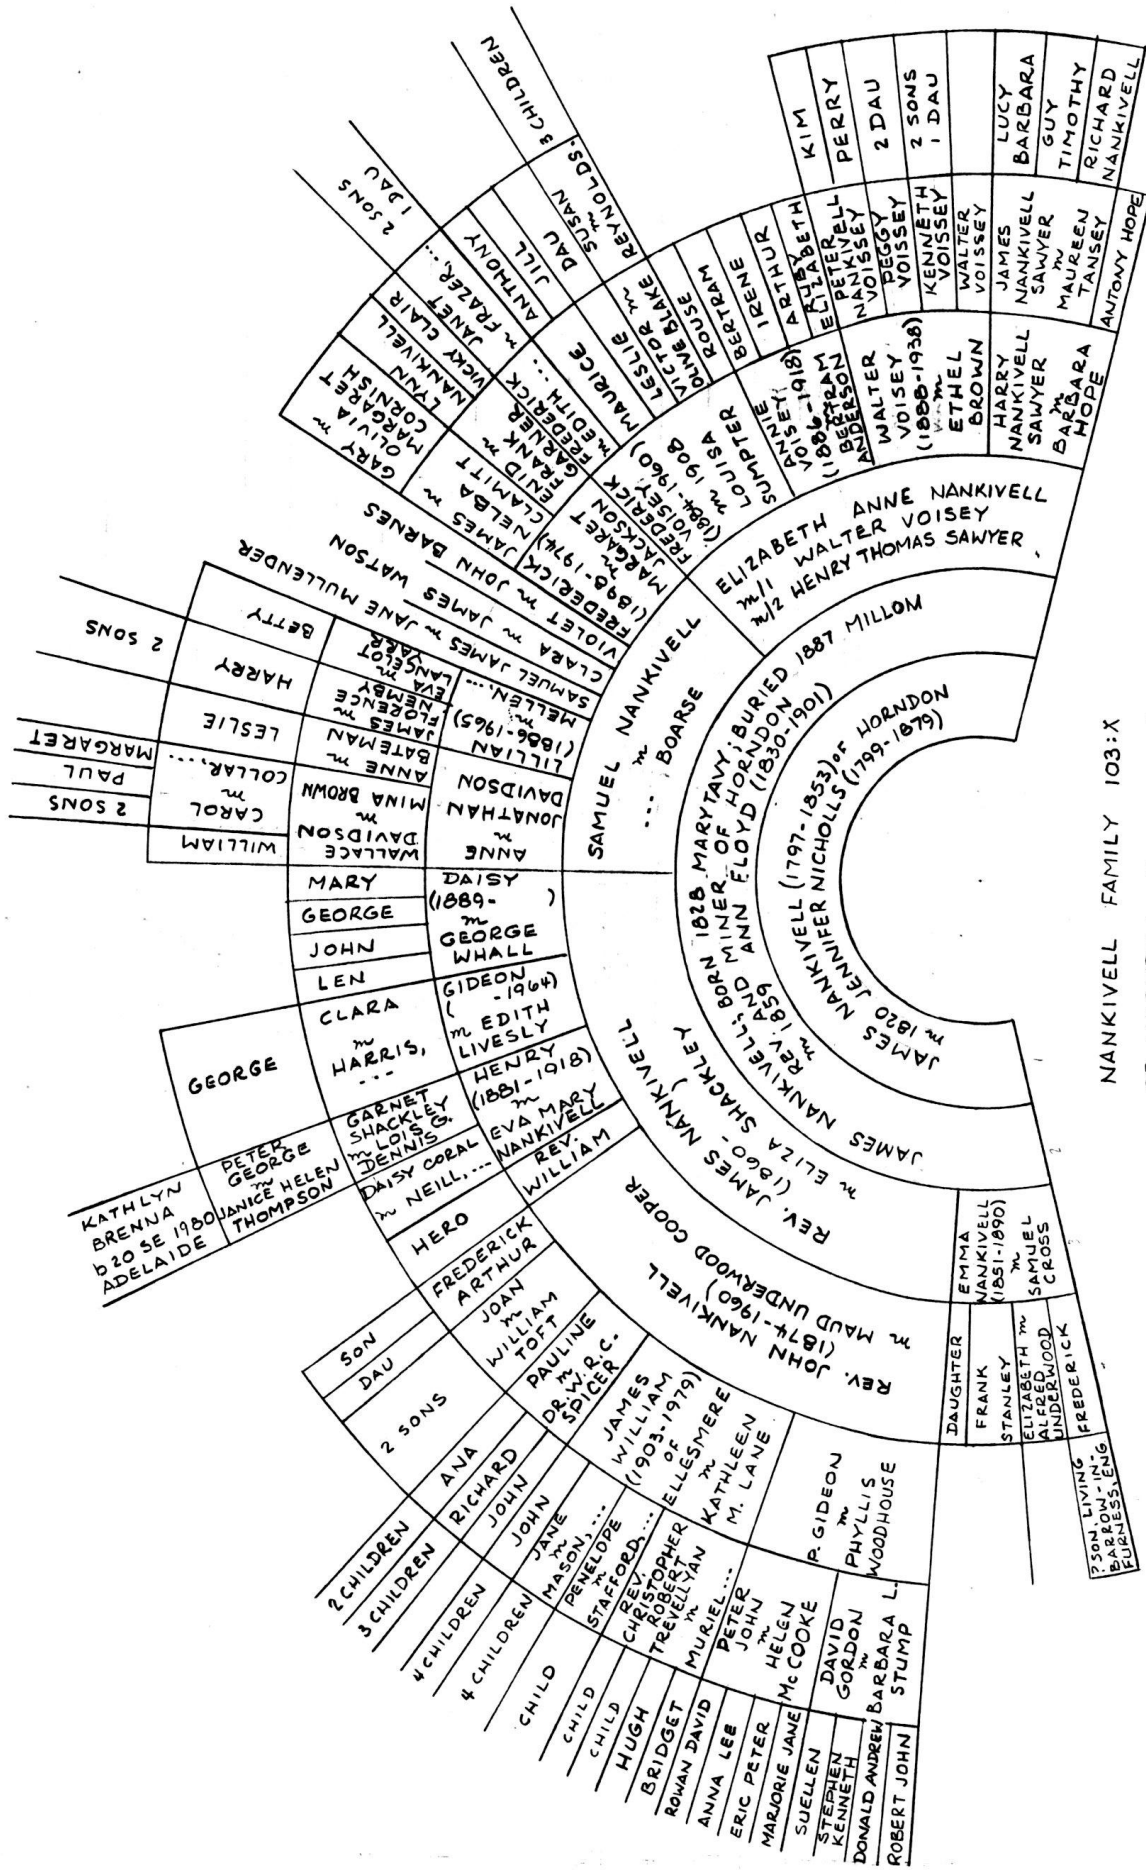 JAMES NANKIVELL (1797-1853) OF HORNDON
m 1820 JENNIFER NICHOLLS (1799-1879)
JAMES NANKIVELL; BORN 1828 MARYTAVY; BURIED 1887 MILLOM
REV. AND MINER OF HORNDON
m 1859 ANN FLOYD (1830-1901)
EMMA
NANKIVELL
(1851-1890)
m
SAMUEL
CROSS
DAUGHTER
FRANK
STANLEY
ELIZABETH m
ALFRED
UNDERWOOD
FREDERICK
? SON, LIVING
BARROW-IN-
FURNESS, ENG
REV. JAMES NANKIVELL
(1860- )
m ELIZA SHACKLEY
REV. JOHN NANKIVELL
(1874-1960)
m MAUD UNDERWOOD COOPER
P. GIDEON
m
PHYLLIS
WOODHOUSE
DAVID
GORDON
m
BARBARA L.
STUMP
ROBERT JOHN
DONALD ANDREW
STEPHEN
KENNETH
SUELLEN
PETER
JOHN
m
HELEN
McCOOKE
MARJORIE JANE
ERIC PETER
ANNA LEE
ROWAN DAVID
JAMES
WILLIAM
(1903-1979)
OF
ELLESMERE
m
KATHLEEN
M. LANE
REV.
CHRISTOPHER
ROBERT
TREVELLYAN
m
MURIEL...
BRIDGET
HUGH
CHILD
CHILD
PENELOPE
m
STAFFORD,...
CHILD
JANE
m
MASON,...
4 CHILDREN
PAULINE
m
DR. W.R.C.
SPICER
JOHN
4 CHILDREN
JOHN
3 CHILDREN
RICHARD
2 CHILDREN
ANA
JOAN
m
WILLIAM
TOFT
2 SONS
FREDERICK
ARTHUR
DAU
SON
HERO
REV.
WILLIAM
HENRY
(1881-1918)
m
EVA MARY
NANKIVELL
DAISY CORAL
m NEILL,...
GARNET
SHACKLEY
m LOIS G.
DENNIS
PETER
GEORGE
m
JANICE HELEN
THOMPSON
KATHLYN
BRENNA
b 20 SE 1980
ADELAIDE
GIDEON
( -1964)
m EDITH
LIVESLY
CLARA
m
HARRIS,
...
GEORGE
DAISY
(1889- )
m
GEORGE
WHALL
LEN
JOHN
GEORGE
MARY
SAMUEL NANKIVELL
m
... BOARSE
ANNE
m
JONATHAN
DAVIDSON
WALLACE
DAVIDSON
m
MINA BROWN
WILLIAM
CAROL
m
COLLAR,...
2 SONS
PAUL
MARGARET
ANNE m
BATEMAN
LESLIE
JAMES m
FLORENCE
NEMBY
HARRY
2 SONS
EVA m
LANCELOT
YARR
BETTY
LILLIAN
(1886-1965)
m
MELLEN,...
SAMUEL JAMES m JANE MULLENDER
CLARA m JAMES WATSON
VIOLET m JOHN BARNES
FREDERICK
(1898-1974)
m
MARGARET
JACKSON
JAMES m
NELBA
CLAMITT
GARY m
OLIVIA
MARGARET
CORNISH
LYNN
NANKIVELL
VICKY CLAIR
ENID m
FRANK
GARNER
JANET
m FRAZER,...
2 SONS
1 DAU
FREDERICK
m EDITH...
ANTHONY
JILL
ELIZABETH ANNE NANKIVELL
m/1 WALTER VOISEY
m/2 HENRY THOMAS SAWYER
FREDERICK
VOISEY
(1884-1960)
m 1908
LOUISA
SUMPTER
MAURICE
DAU
LESLIE m
SUSAN
m
REYNOLDS,
3 CHILDREN
VICTOR m
OLIVE BLAKE
ROUSE
BERTRAM
IRENE
ARTHUR
ANNIE
VOISEY
(1886-1918)
m
BERTRAM
ANDERSON
RUBY
ELIZABETH
WALTER
VOISEY
(1888-1938)
m
ETHEL
BROWN
PETER
NANKIVELL
VOISSEY
KIM
PERRY
PEGGY
VOISSEY
2 DAU
KENNETH
VOISSEY
2 SONS
1 DAU
WALTER
VOISSEY
HARRY
NANKIVELL
SAWYER
m
BARBARA
HOPE
JAMES
NANKIVELL
SAWYER
m
MAUREEN
TANSEY
LUCY
BARBARA
GUY
TIMOTHY
RICHARD
NANKIVELL
ANTONY HOPE
NANKIVELL FAMILY 103:X